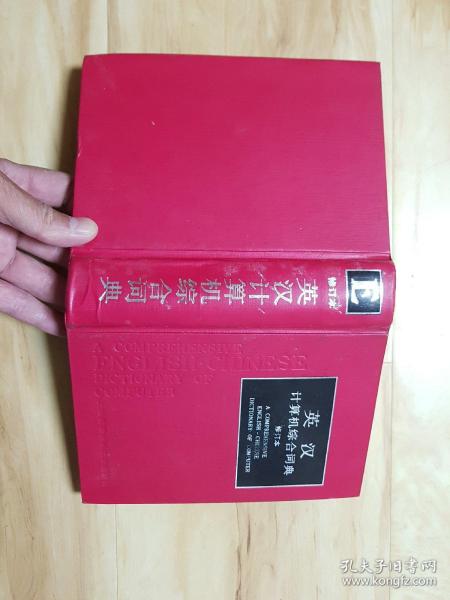 修订本
英汉计算机综合词典
A COMPREHENSIVE
ENGLISH-CHINESE
DICTIONARY OF
COMPUTER
英汉
计算机综合词典
修订本
A COMPREHENSIVE
ENGLISH-CHINESE
DICTIONARY OF COMPUTER
孔夫子旧书网
www.kongfz.com